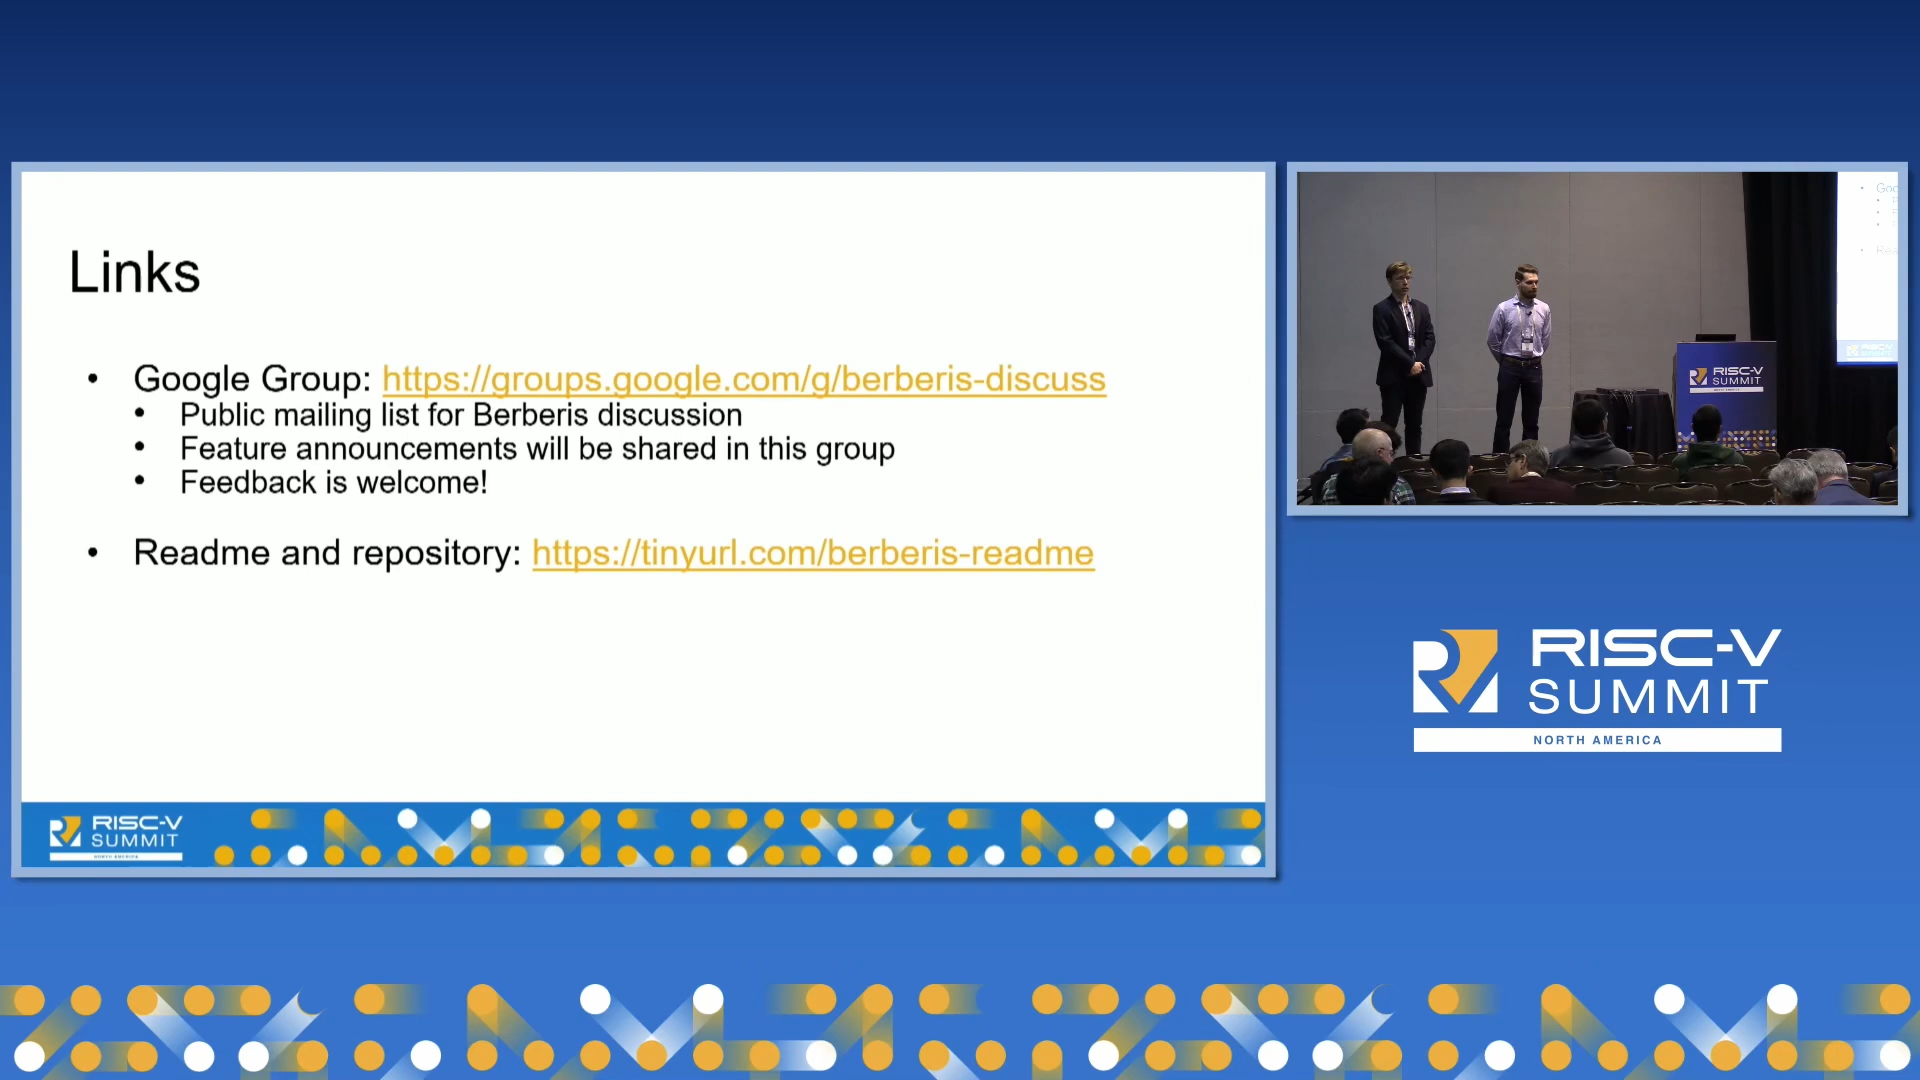 Links
• Google Group: https://groups.google.com/g/berberis-discuss
• Public mailing list for Berberis discussion
• Feature announcements will be shared in this group
• Feedback is welcome!
• Readme and repository: https://tinyurl.com/berberis-readme
RISC-V
SUMMIT
NORTH AMERICA
RISC-V
SUMMIT
RISC-V
SUMMIT
NORTH AMERICA